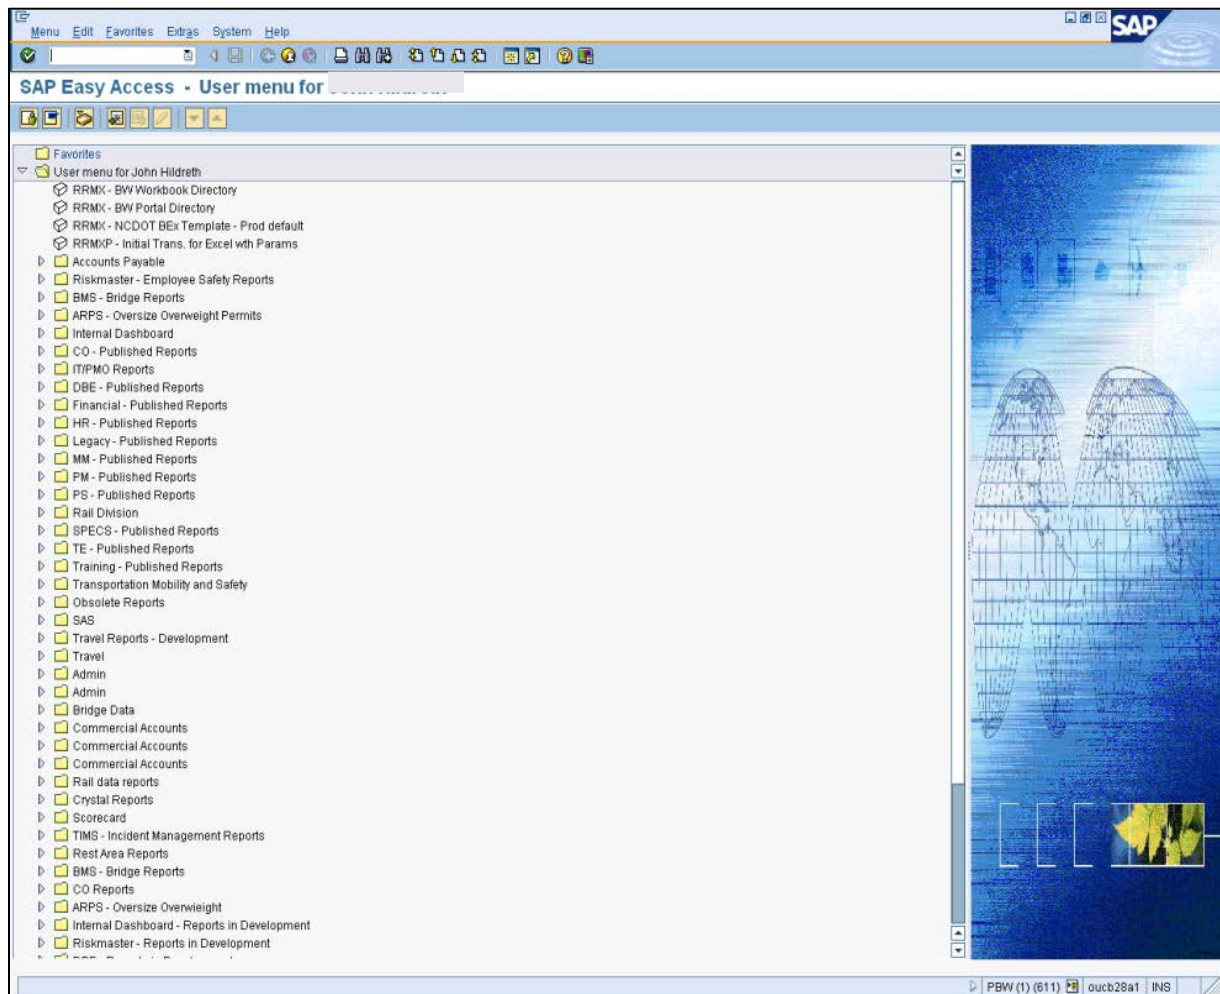 Menu Edit Favorites Extras System Help
SAP
SAP Easy Access - User menu for
Favorites
User menu for John Hildreth
RRMX - BW Workbook Directory
RRMX - BW Portal Directory
RRMX - NCDOT BEx Template - Prod default
RRMXP - Initial Trans. for Excel wth Params
Accounts Payable
Riskmaster - Employee Safety Reports
BMS - Bridge Reports
ARPS - Oversize Overweight Permits
Internal Dashboard
CO - Published Reports
IT/PMO Reports
DBE - Published Reports
Financial - Published Reports
HR - Published Reports
Legacy - Published Reports
MM - Published Reports
PM - Published Reports
PS - Published Reports
Rail Division
SPECS - Published Reports
TE - Published Reports
Training - Published Reports
Transportation Mobility and Safety
Obsolete Reports
SAS
Travel Reports - Development
Travel
Admin
Admin
Bridge Data
Commercial Accounts
Commercial Accounts
Commercial Accounts
Rail data reports
Crystal Reports
Scorecard
TIMS - Incident Management Reports
Rest Area Reports
BMS - Bridge Reports
CO Reports
ARPS - Oversize Overwieight
Internal Dashboard - Reports in Development
Riskmaster - Reports in Development
PBW (1) (611) oucb28a1 INS